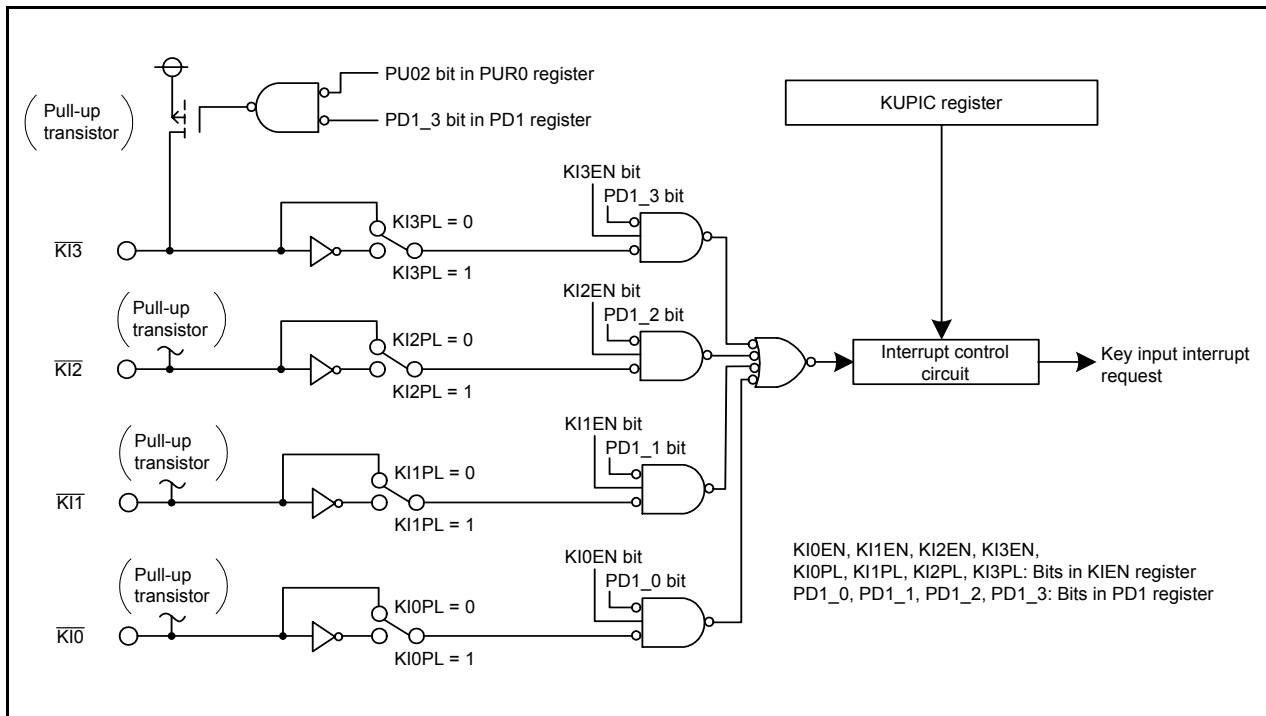 PU02 bit in PUR0 register
PD1_3 bit in PD1 register
Pull-up
transistor
KUPIC register
KI3EN bit
PD1_3 bit
KI3
KI3PL = 0
KI3PL = 1
Pull-up
transistor
KI2EN bit
PD1_2 bit
KI2
KI2PL = 0
KI2PL = 1
Interrupt control
circuit
Key input interrupt
request
Pull-up
transistor
KI1EN bit
PD1_1 bit
KI1
KI1PL = 0
KI1PL = 1
Pull-up
transistor
KI0EN bit
PD1_0 bit
KI0
KI0PL = 0
KI0PL = 1
KI0EN, KI1EN, KI2EN, KI3EN,
KI0PL, KI1PL, KI2PL, KI3PL: Bits in KIEN register
PD1_0, PD1_1, PD1_2, PD1_3: Bits in PD1 register